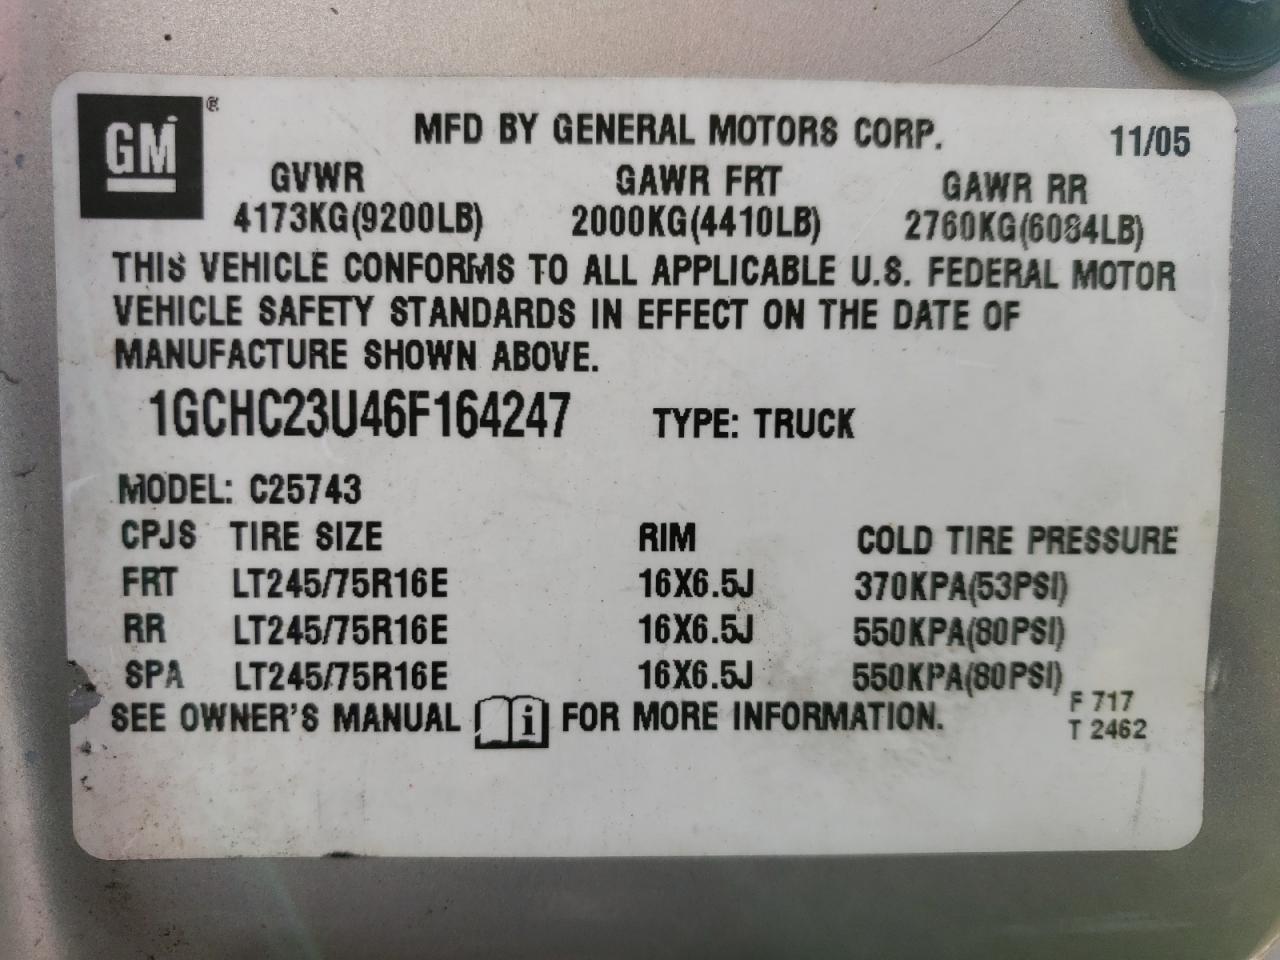 GM ®
MFD BY GENERAL MOTORS CORP. 11/05
GVWR GAWR FRT GAWR RR
4173KG(9200LB) 2000KG(4410LB) 2760KG(6084LB)
THIS VEHICLE CONFORMS TO ALL APPLICABLE U.S. FEDERAL MOTOR
VEHICLE SAFETY STANDARDS IN EFFECT ON THE DATE OF
MANUFACTURE SHOWN ABOVE.
1GCHC23U46F164247 TYPE: TRUCK
MODEL: C25743
CPJS TIRE SIZE RIM COLD TIRE PRESSURE
FRT LT245/75R16E 16X6.5J 370KPA(53PSI)
RR LT245/75R16E 16X6.5J 550KPA(80PSI)
SPA LT245/75R16E 16X6.5J 550KPA(80PSI)
SEE OWNER'S MANUAL i FOR MORE INFORMATION.
F 717
T 2462